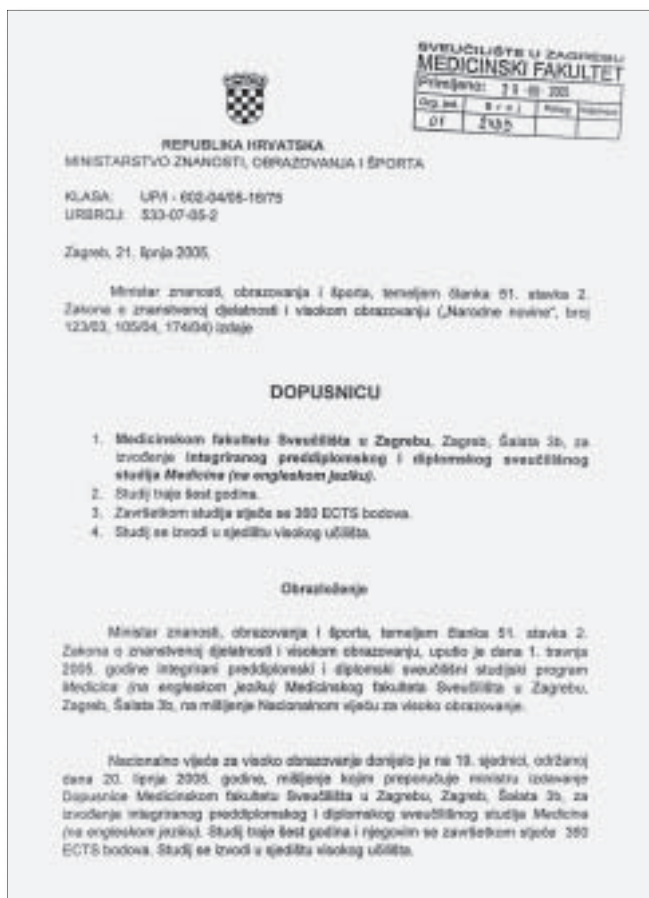 SVEUČILIŠTE U ZAGREBU
MEDICINSKI FAKULTET
Primljeno: 2005
Org. jed. Broj
01
REPUBLIKA HRVATSKA
MINISTARSTVO ZNANOSTI, OBRAZOVANJA I ŠPORTA
KLASA: UP/I - 602-04/05-16/75
URBROJ: 533-07-05-2
Zagreb, 21. lipnja 2005.
Ministar znanosti, obrazovanja i športa, temeljem članka 51. stavka 2.
Zakona o znanstvenoj djelatnosti i visokom obrazovanju („Narodne novine“, broj
123/03, 105/04, 174/04) izdaje
DOPUSNICU
1. Medicinskom fakultetu Sveučilišta u Zagrebu, Zagreb, Šalata 3b, za
izvođenje integriranog preddiplomskog i diplomskog sveučilišnog
studija Medicina (na engleskom jeziku).
2. Studij traje šest godina.
3. Završetkom studija stječe se 360 ECTS bodova.
4. Studij se izvodi u sjedištu visokog učilišta.
Obrazloženje
Ministar znanosti, obrazovanja i športa, temeljem članka 51. stavka 2.
Zakona o znanstvenoj djelatnosti i visokom obrazovanju, uputio je dana 1. travnja
2005. godine integrirani preddiplomski i diplomski sveučilišni studijski program
Medicina (na engleskom jeziku) Medicinskog fakulteta Sveučilišta u Zagrebu,
Zagreb, Šalata 3b, na mišljenje Nacionalnom vijeću za visoko obrazovanje.
Nacionalno vijeće za visoko obrazovanje donijelo je na 19. sjednici, održanoj
dana 20. lipnja 2005. godine, mišljenje kojim preporučuje ministru izdavanje
Dopusnice Medicinskom fakultetu Sveučilišta u Zagrebu, Zagreb, Šalata 3b, za
izvođenje integriranog preddiplomskog i diplomskog sveučilišnog studija Medicina
(na engleskom jeziku). Studij traje šest godina i njegovim se završetkom stječe 360
ECTS bodova. Studij se izvodi u sjedištu visokog učilišta.